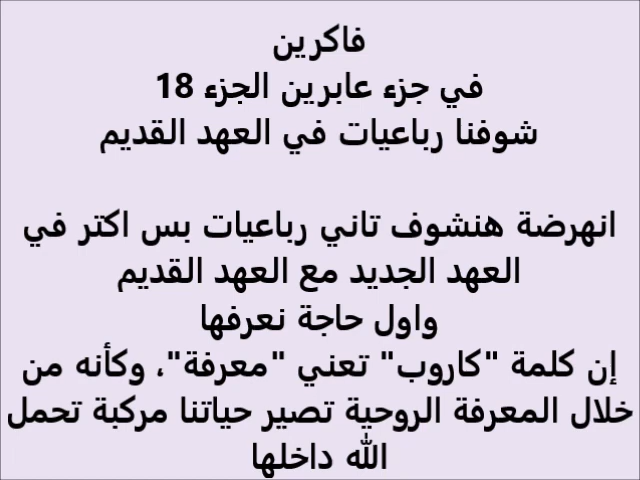 فاكرين
في جزء عابرين الجزء 18
شوفنا رباعيات في العهد القديم
انهرضة هنشوف تاني رباعيات بس اكتر في
العهد الجديد مع العهد القديم
واول حاجة نعرفها
إن كلمة "كاروب" تعني "معرفة"، وكأنه من
خلال المعرفة الروحية تصير حياتنا مركبة تحمل
الله داخلها